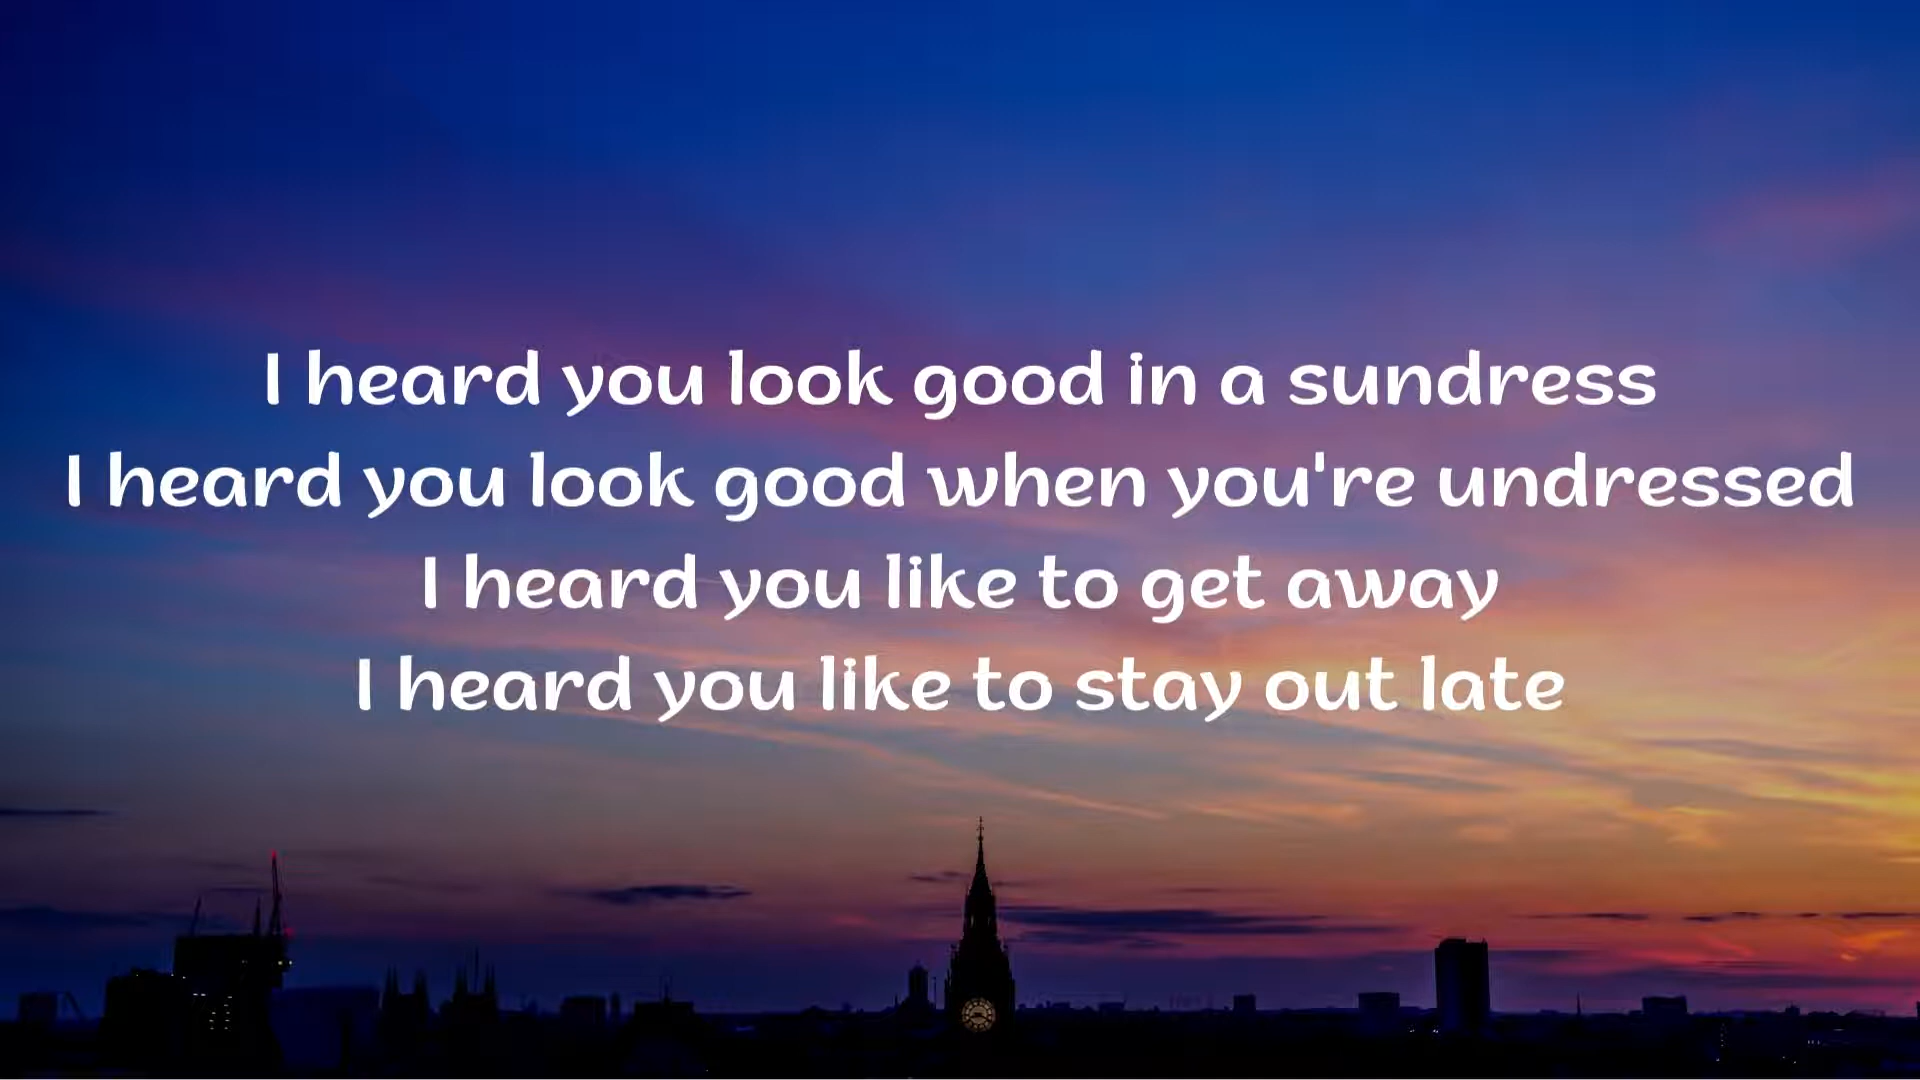 I heard you look good in a sundress
I heard you look good when you're undressed
I heard you like to get away
I heard you like to stay out late